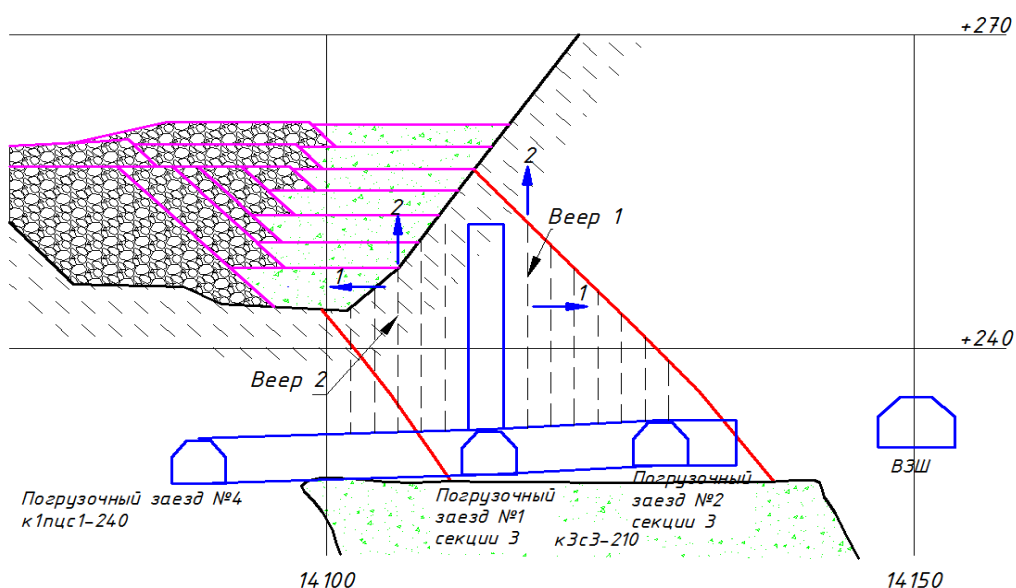 +270
2
Веер 1
2
1
1
+240
Веер 2
ВЗШ
Погрузочный заезд №4
к1пцс1-240
Погрузочный
заезд №1
секции 3
Погрузочный
заезд №2
секции 3
к3с3-210
14100
14150